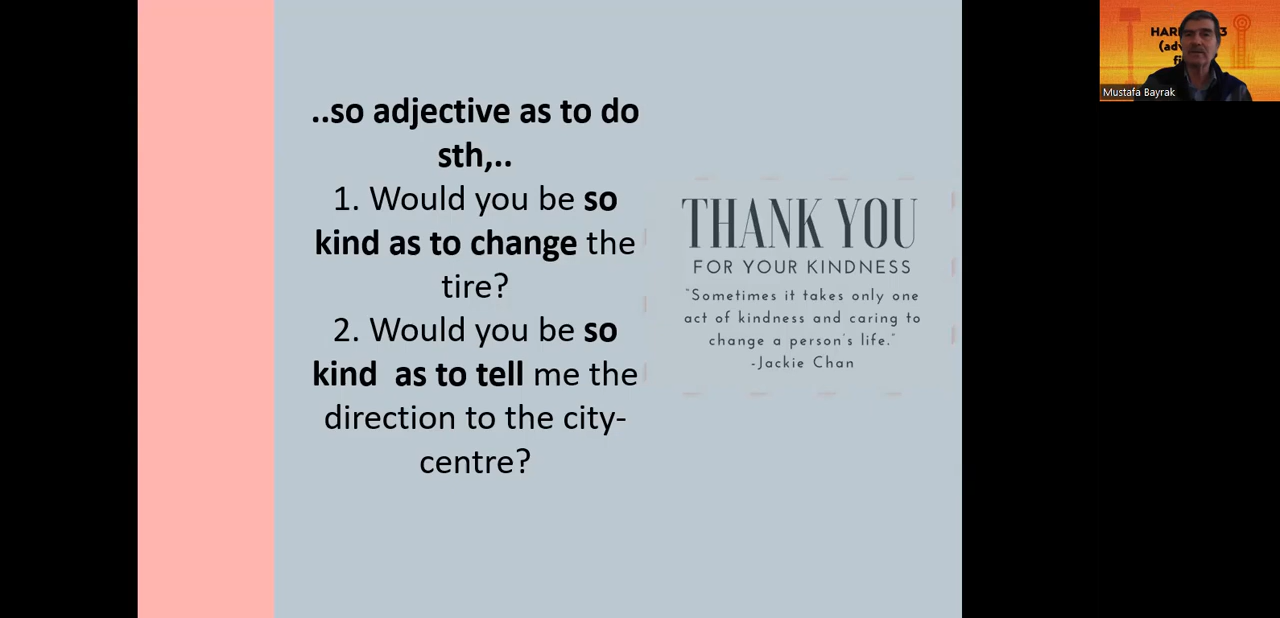 ..so adjective as to do
sth,..
1. Would you be so
kind as to change the
tire?
2. Would you be so
kind  as to tell me the
direction to the city-
centre?
THANK YOU
FOR YOUR KINDNESS
"Sometimes it takes only one
act of kindness and caring to
change a person's life."
-Jackie Chan
Mustafa Bayrak